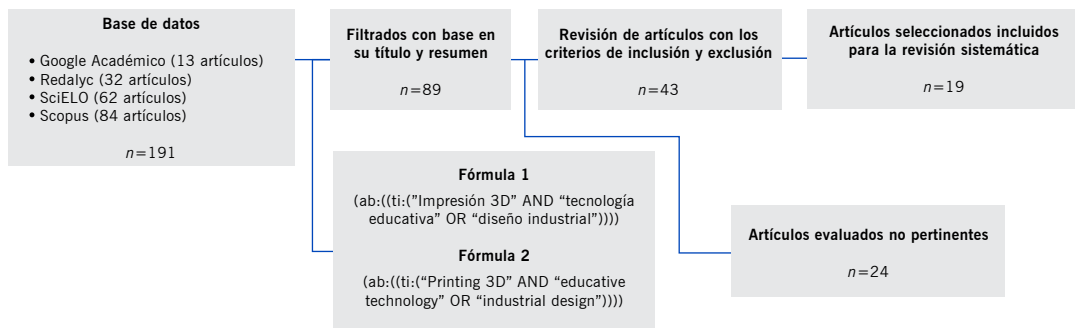 Base de datos
• Google Académico (13 artículos)
• Redalyc (32 artículos)
• SciELO (62 artículos)
• Scopus (84 artículos)
n=191
Filtrados con base en
su título y resumen
n=89
Revisión de artículos con los
criterios de inclusión y exclusión
n=43
Artículos seleccionados incluidos
para la revisión sistemática
n=19
Fórmula 1
(ab:((ti:("Impresión 3D" AND “tecnología
educativa” OR “diseño industrial”))))
Fórmula 2
(ab:((ti:(“Printing 3D” AND “educative
technology” OR “industrial design”))))
Artículos evaluados no pertinentes
n=24